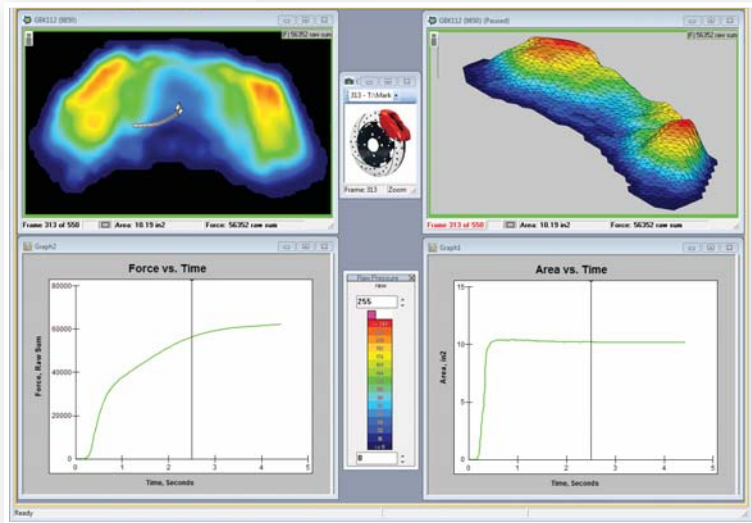 GBK112 (9850)
[F] 56352 raw sum
Frame 313 of 550
Area: 10.19 in2
Force: 56352 raw sum
J13 - T:\Mark
Frame: 313
Zoom
GBK112 (9850) (Paused)
[F] 56352 raw sum
Frame 313 of 550
Area: 10.19 in2
Force: 56352 raw sum
Graph2
Force vs. Time
80000
60000
40000
20000
0
Force, Raw Sum
0 1 2 3 4 5
Time, Seconds
Raw Pressure
raw
255
0
Graph1
Area vs. Time
15
10
5
0
Area, in2
0 1 2 3 4 5
Time, Seconds
Ready